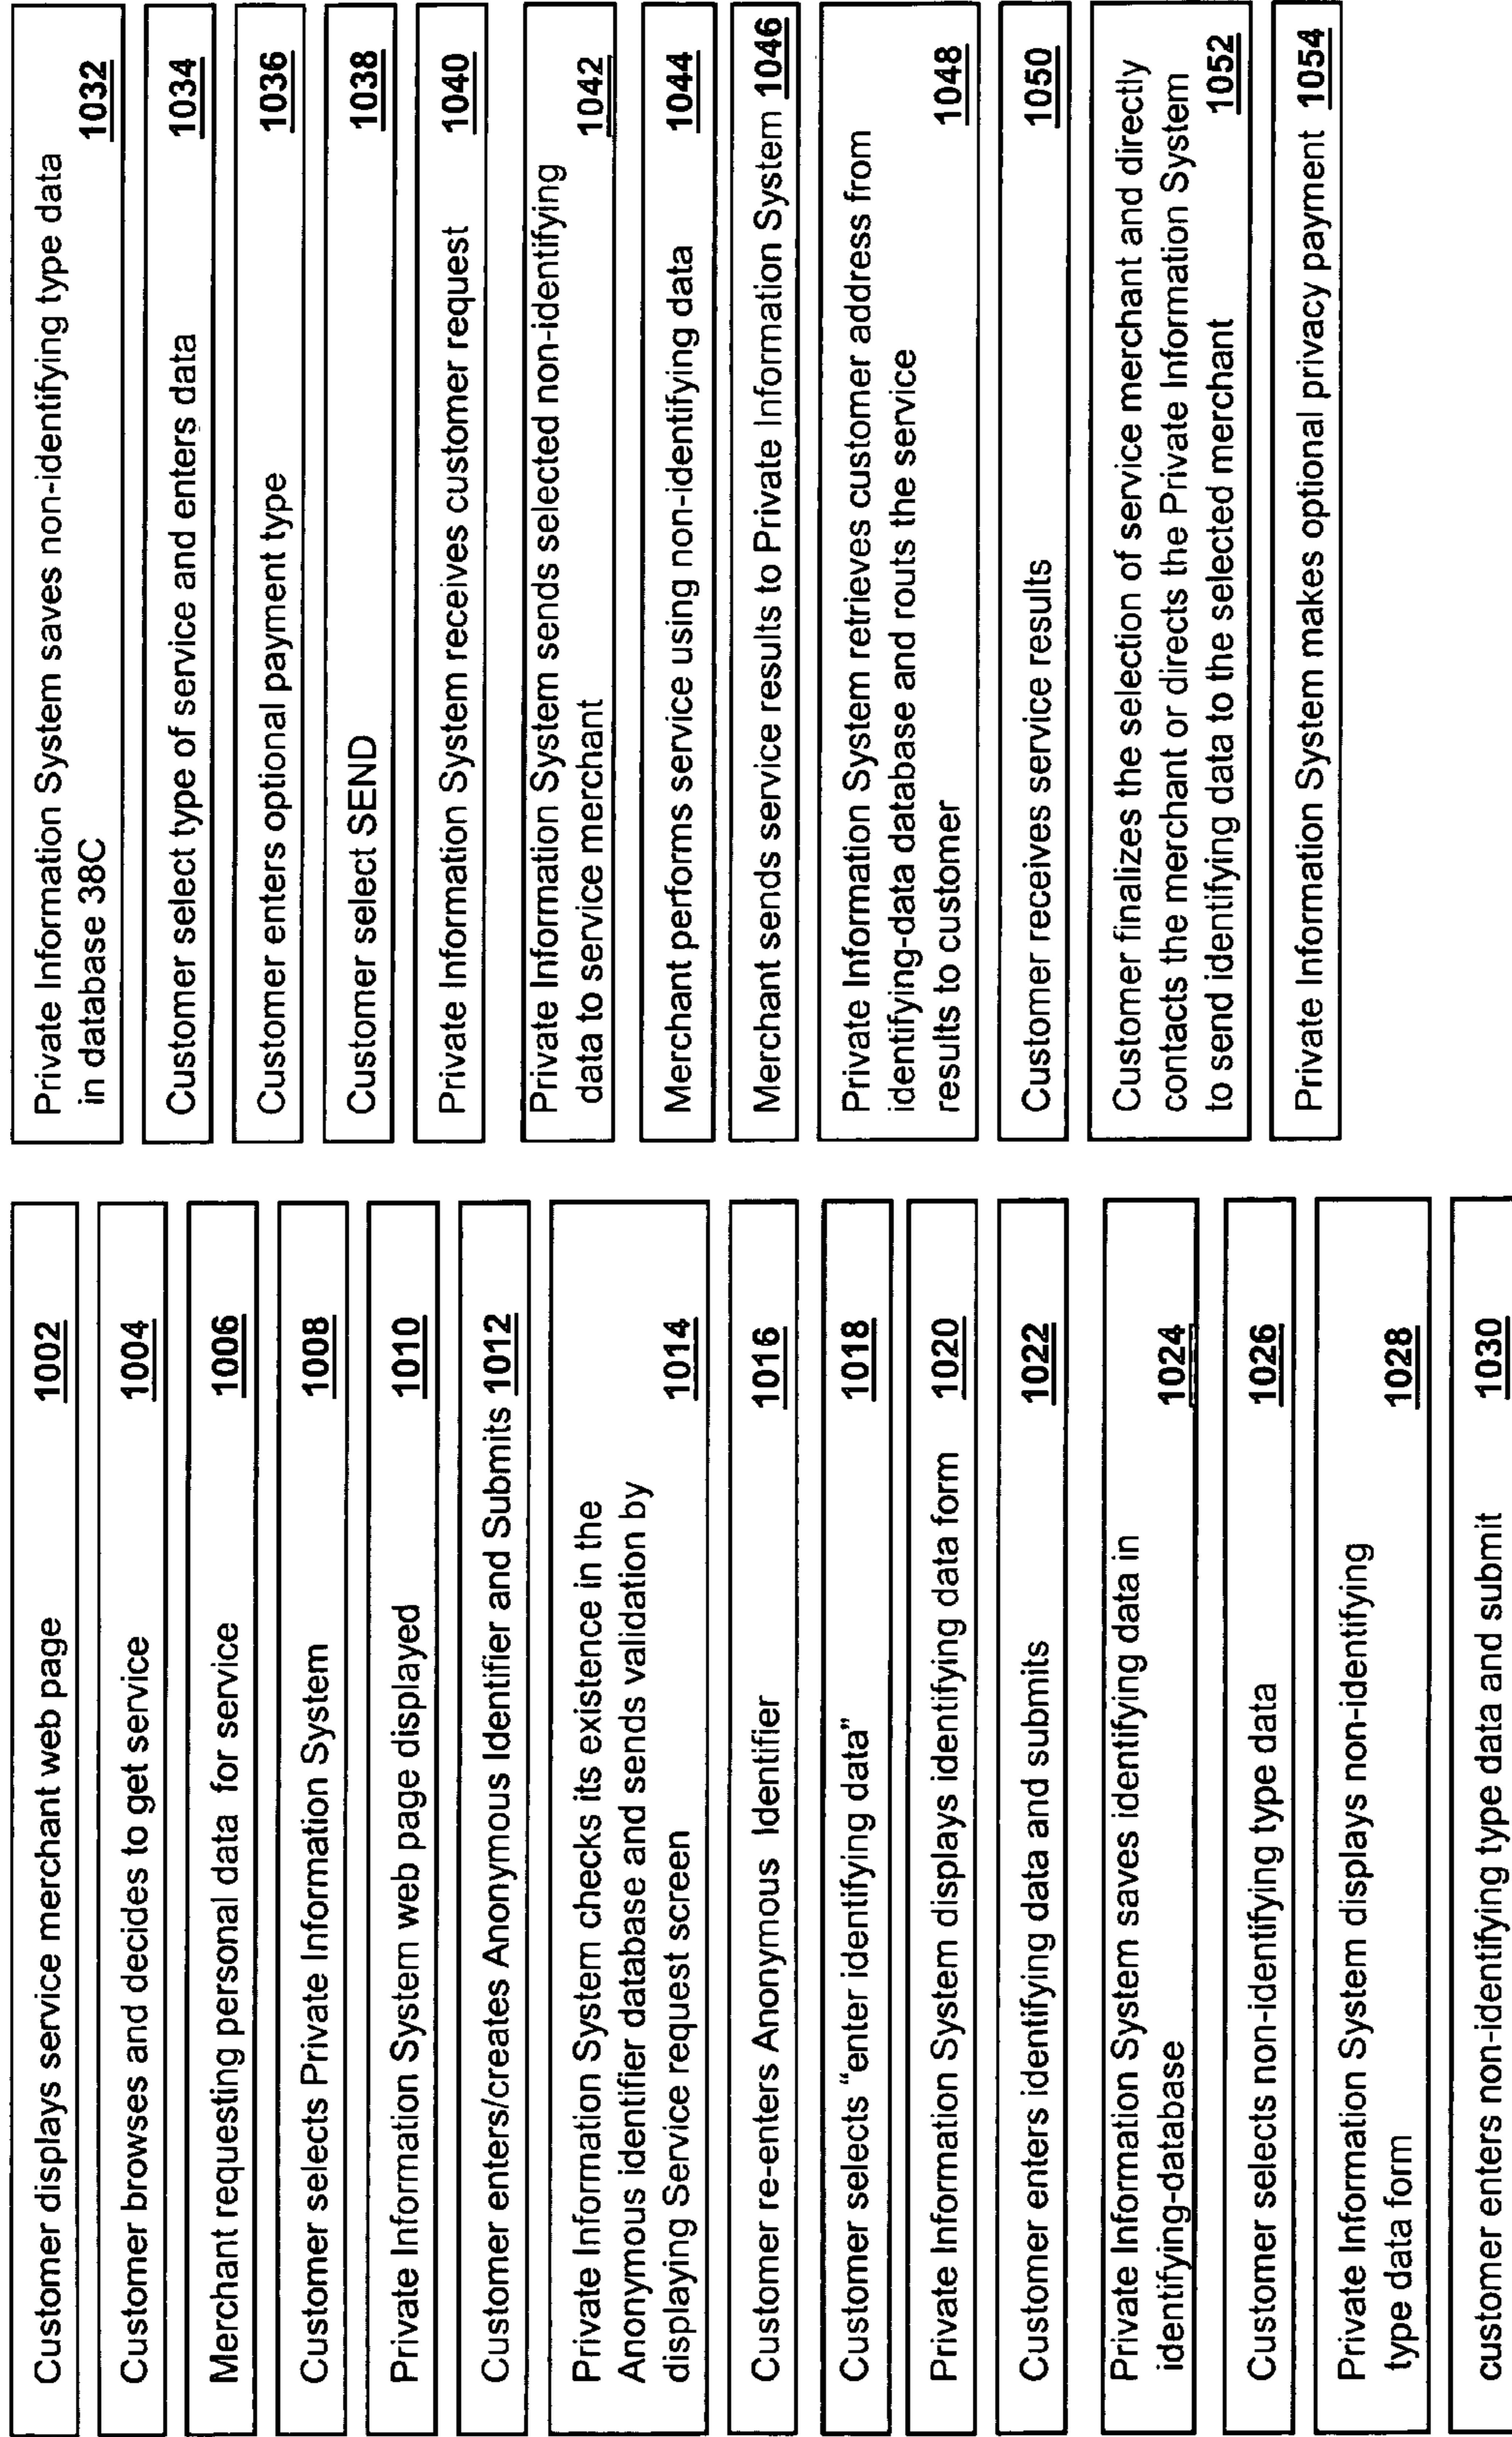 Customer displays service merchant web page 1002
Customer browses and decides to get service 1004
Merchant requesting personal data for service 1006
Customer selects Private Information System 1008
Private Information System web page displayed 1010
Customer enters/creates Anonymous Identifier and Submits 1012
Private Information System checks its existence in the
Anonymous identifier database and sends validation by
displaying Service request screen 1014
Customer re-enters Anonymous Identifier 1016
Customer selects “enter identifying data” 1018
Private Information System displays identifying data form 1020
Customer enters identifying data and submits 1022
Private Information System saves identifying data in
identifying-database 1024
Customer selects non-identifying type data 1026
Private Information System displays non-identifying
type data form 1028
customer enters non-identifying type data and submit 1030
Private Information System saves non-identifying type data
in database 38C 1032
Customer select type of service and enters data 1034
Customer enters optional payment type 1036
Customer select SEND 1038
Private Information System receives customer request 1040
Private Information System sends selected non-identifying
data to service merchant 1042
Merchant performs service using non-identifying data 1044
Merchant sends service results to Private Information System 1046
Private Information System retrieves customer address from
identifying-data database and routs the service
results to customer 1048
Customer receives service results 1050
Customer finalizes the selection of service merchant and directly
contacts the merchant or directs the Private Information System
to send identifying data to the selected merchant 1052
Private Information System makes optional privacy payment 1054